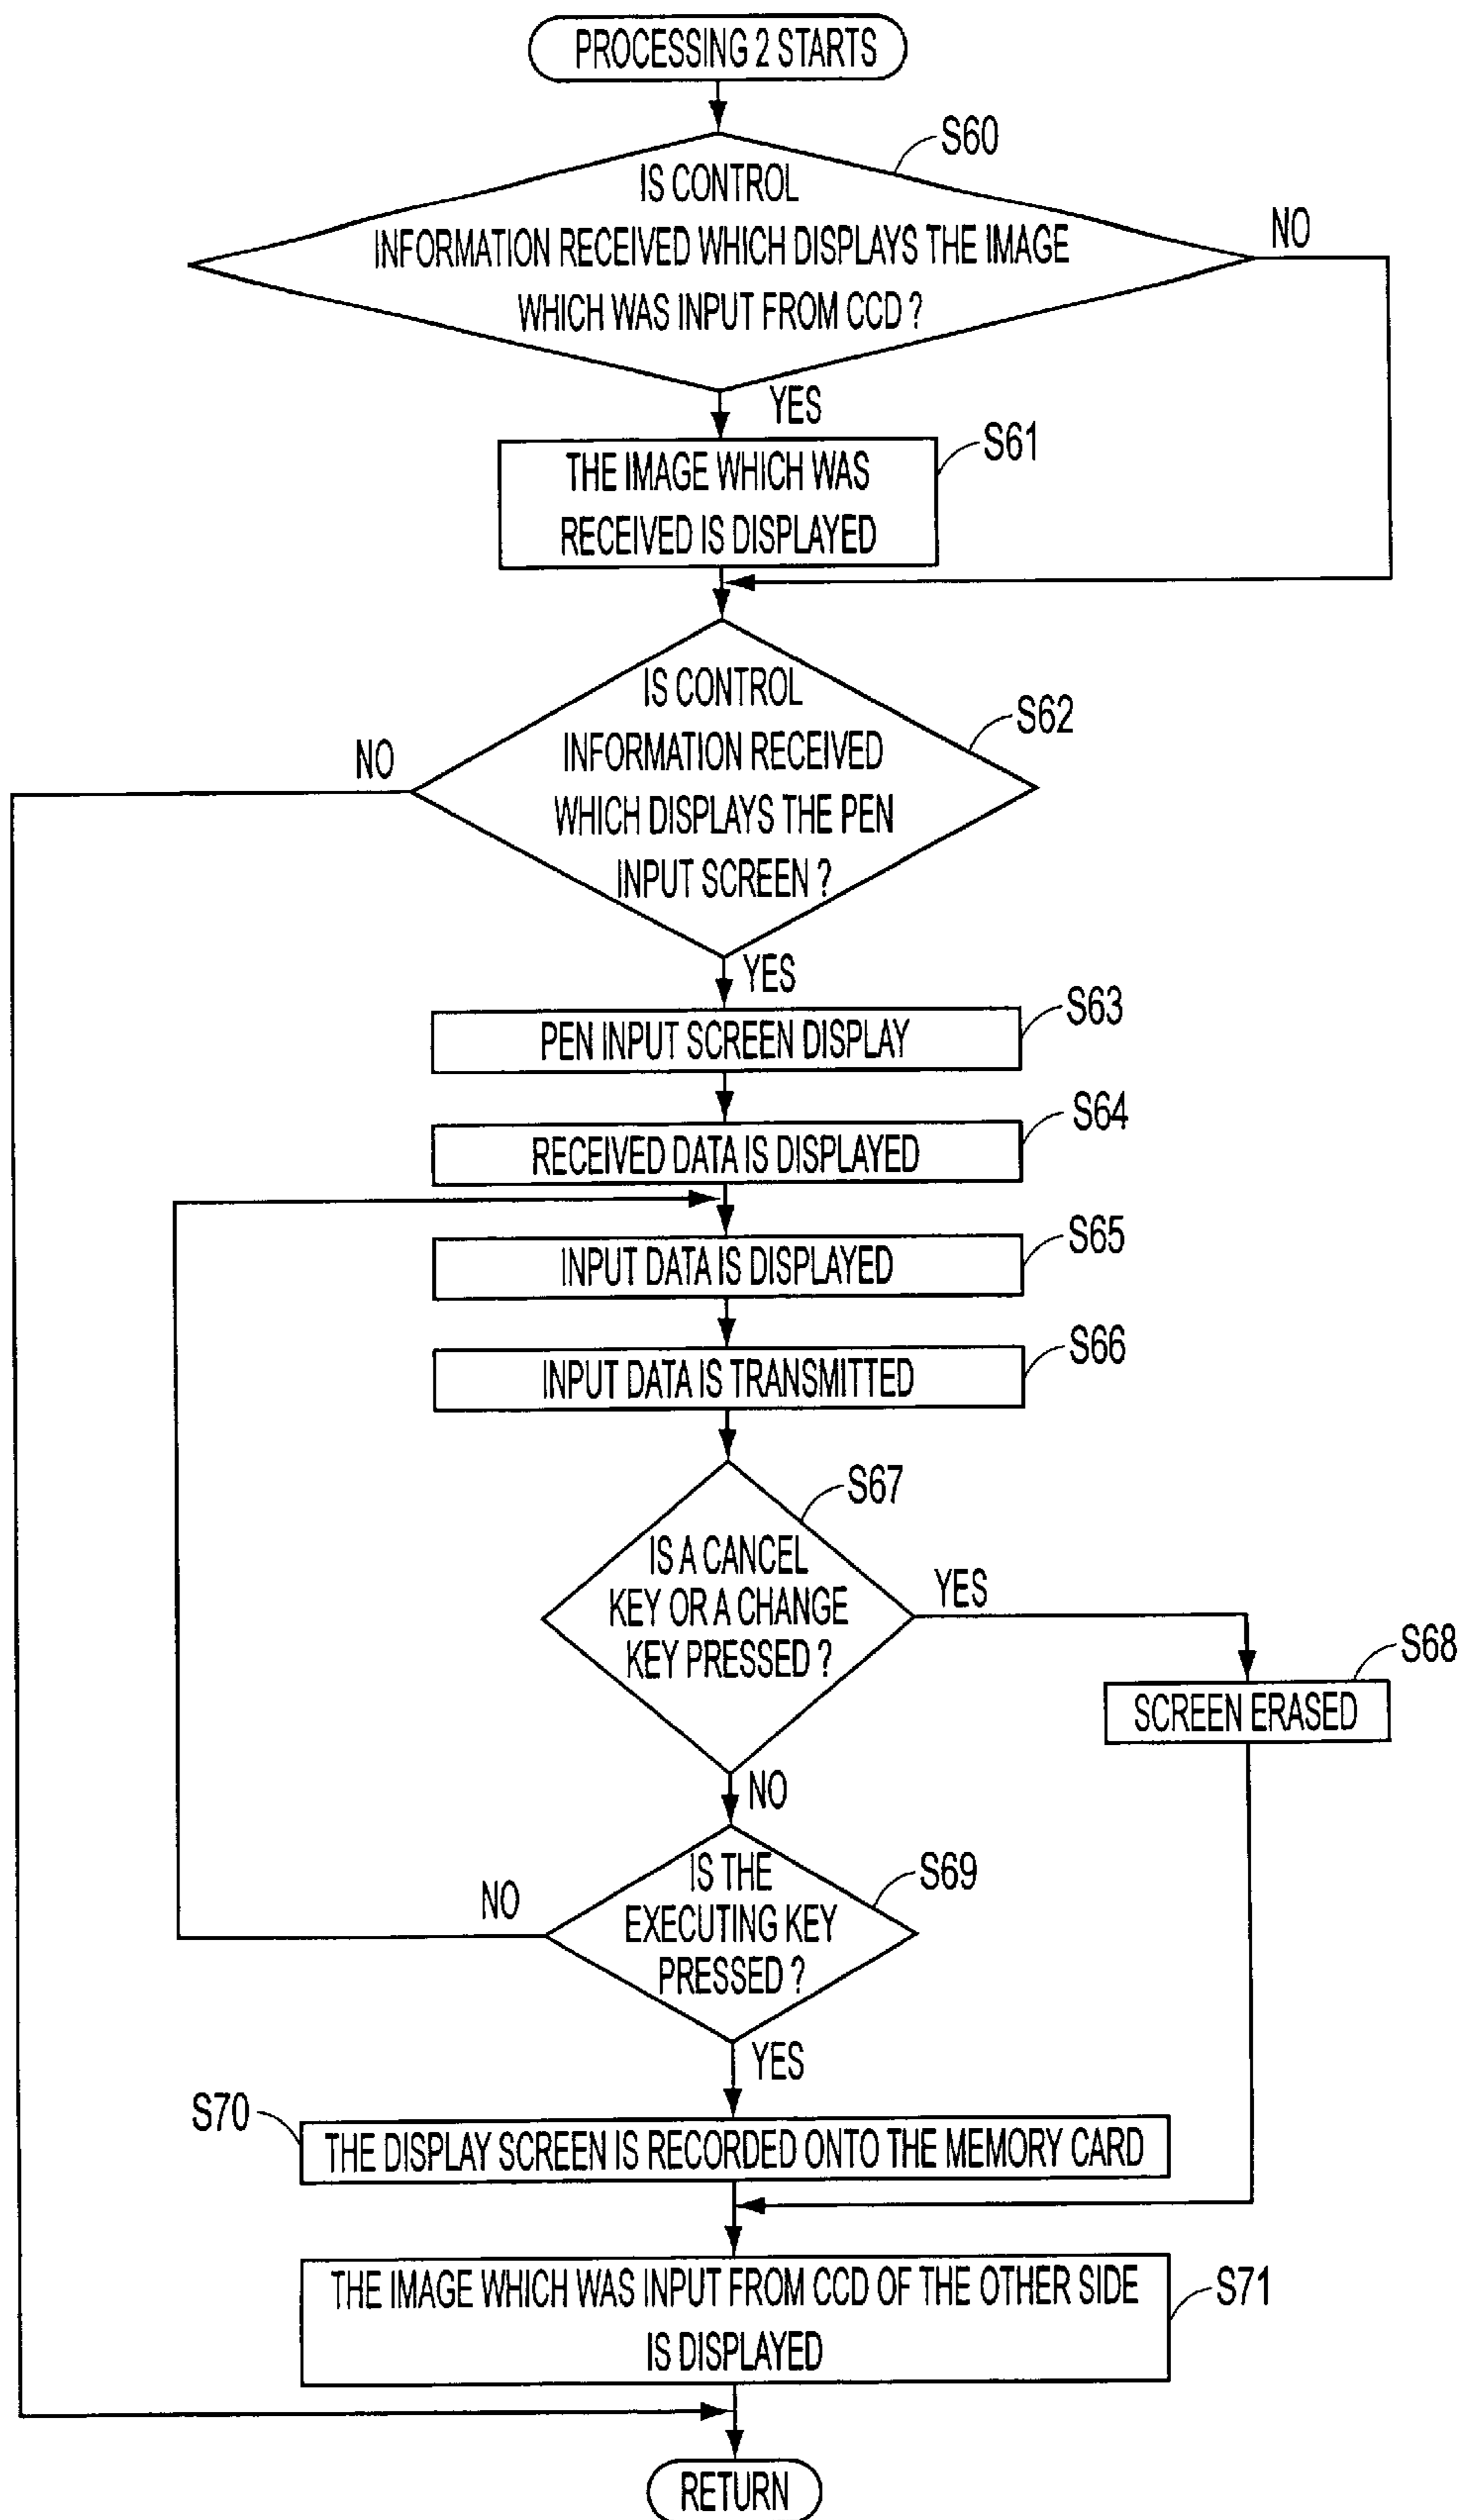 PROCESSING 2 STARTS
S60
IS CONTROL
INFORMATION RECEIVED WHICH DISPLAYS THE IMAGE
WHICH WAS INPUT FROM CCD ?
NO
YES
S61
THE IMAGE WHICH WAS
RECEIVED IS DISPLAYED
IS CONTROL
INFORMATION RECEIVED
WHICH DISPLAYS THE PEN
INPUT SCREEN ?
S62
NO
YES
S63
PEN INPUT SCREEN DISPLAY
S64
RECEIVED DATA IS DISPLAYED
S65
INPUT DATA IS DISPLAYED
S66
INPUT DATA IS TRANSMITTED
S67
IS A CANCEL
KEY OR A CHANGE
KEY PRESSED ?
YES
S68
SCREEN ERASED
NO
IS THE
EXECUTING KEY
PRESSED ?
S69
NO
YES
S70
THE DISPLAY SCREEN IS RECORDED ONTO THE MEMORY CARD
THE IMAGE WHICH WAS INPUT FROM CCD OF THE OTHER SIDE
IS DISPLAYED
S71
RETURN